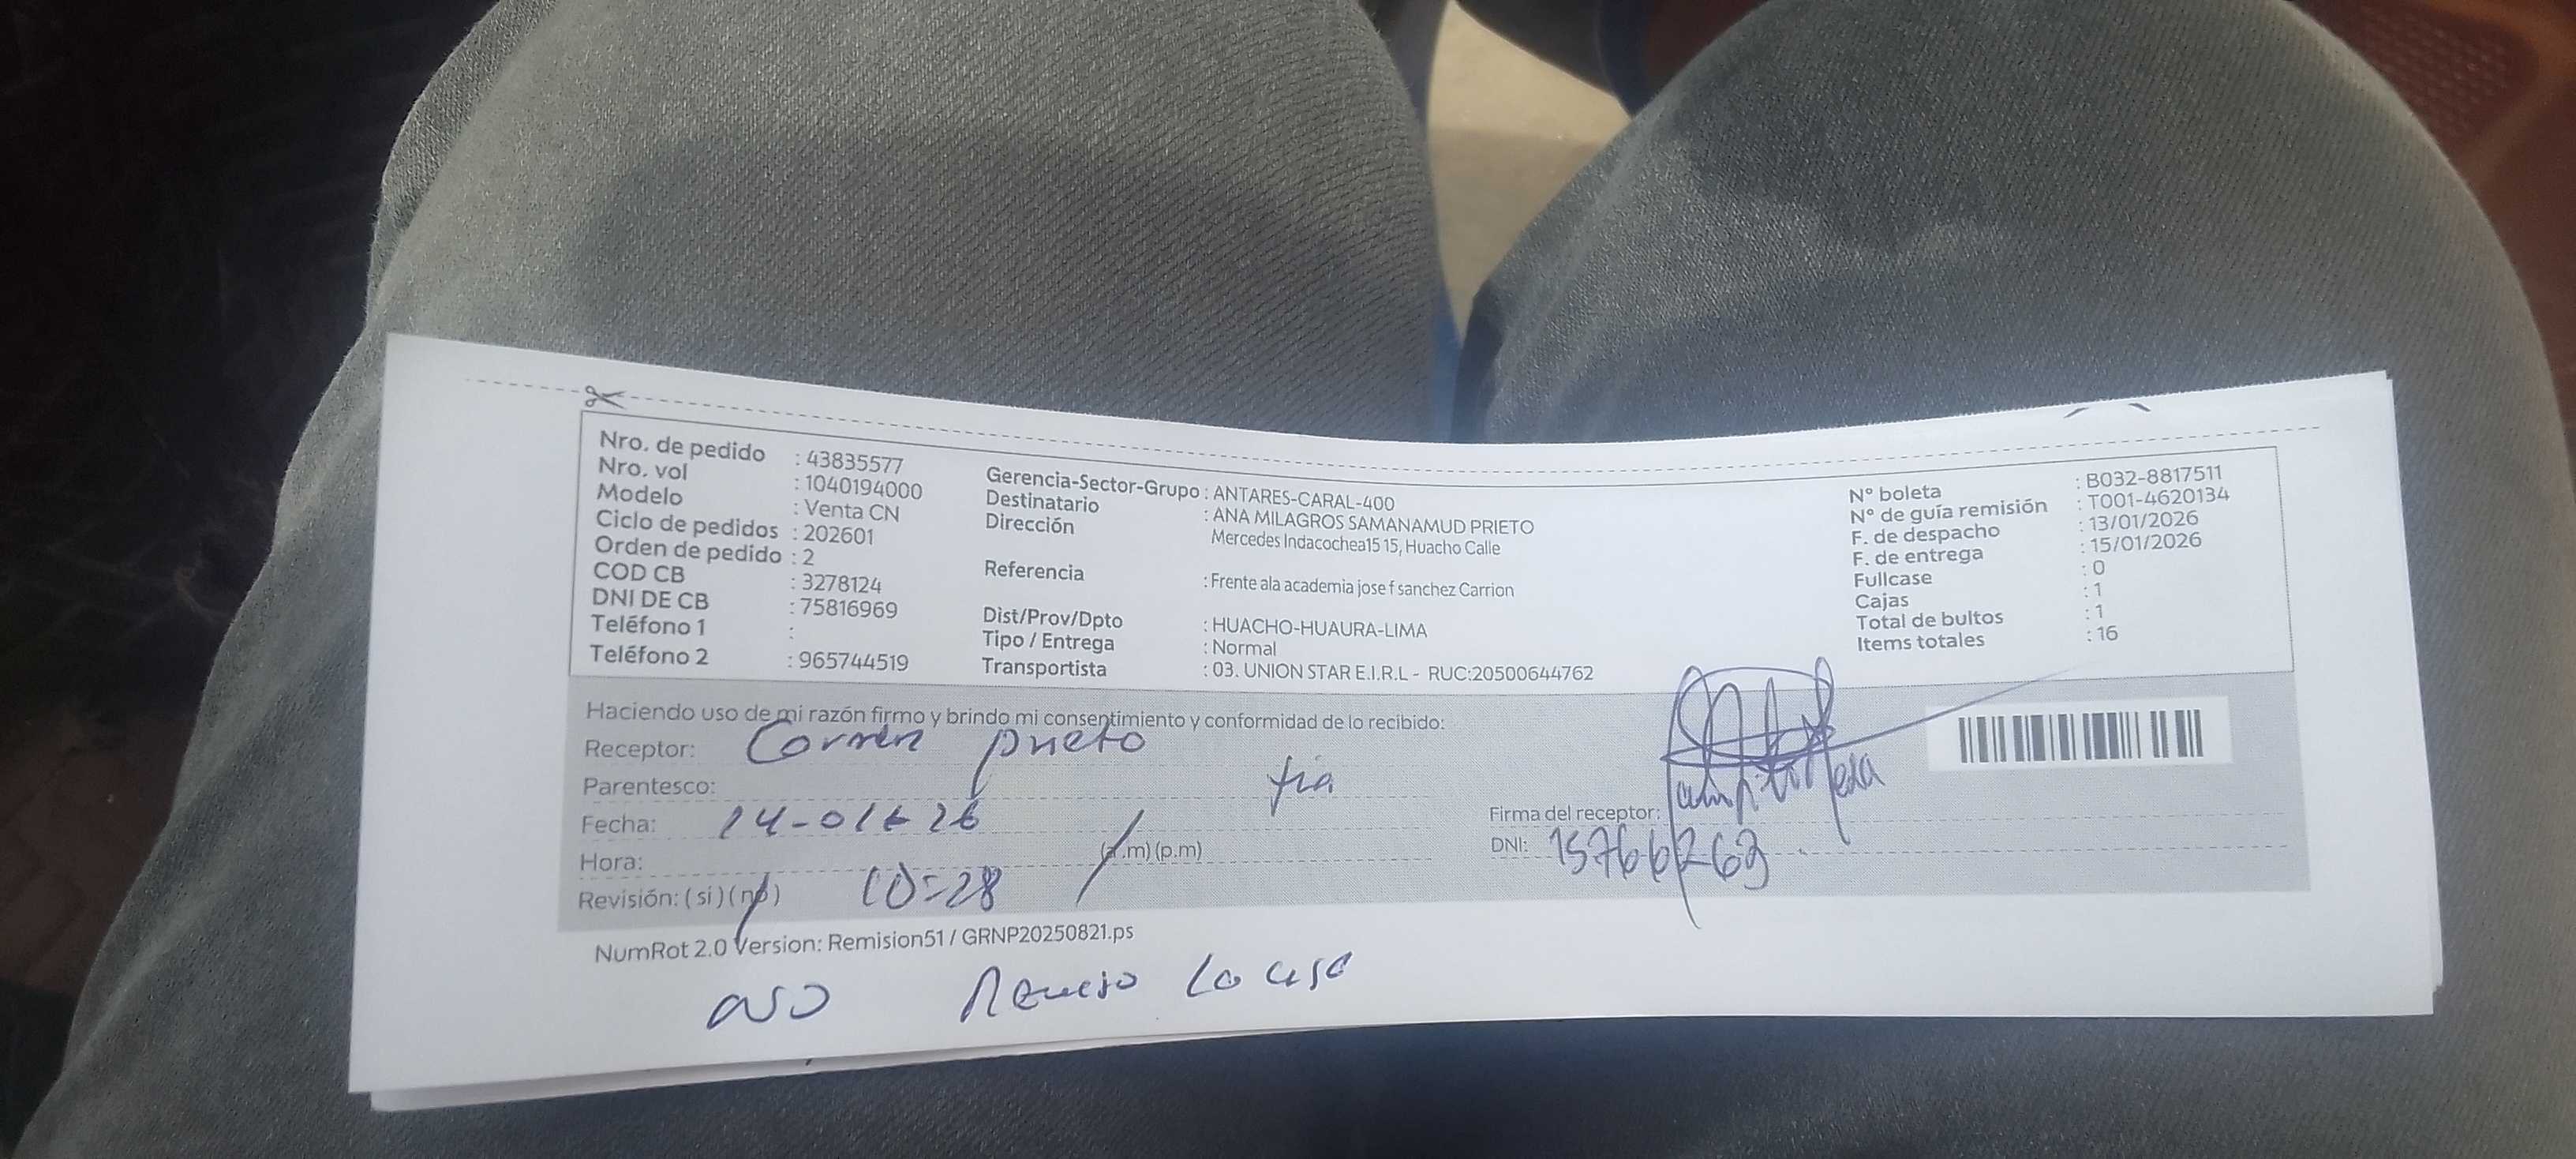 Nro. de pedido : 43835577
Nro. vol : 1040194000
Modelo : Venta CN
Ciclo de pedidos : 202601
Orden de pedido : 2
COD CB : 3278124
DNI DE CB : 75816969
Teléfono 1 :
Teléfono 2 : 965744519
Gerencia-Sector-Grupo : ANTARES-CARAL-400
Destinatario : ANA MILAGROS SAMANAMUD PRIETO
Dirección Mercedes Indacochea15 15, Huacho Calle
Referencia : Frente ala academia jose f sanchez Carrion
Dist/Prov/Dpto : HUACHO-HUAURA-LIMA
Tipo / Entrega : Normal
Transportista : 03. UNION STAR E.I.R.L - RUC:20500644762
N° boleta : B032-8817511
N° de guía remisión : T001-4620134
F. de despacho : 13/01/2026
F. de entrega : 15/01/2026
Fullcase : 0
Cajas : 1
Total de bultos : 1
Items totales : 16
Haciendo uso de mi razón firmo y brindo mi consentimiento y conformidad de lo recibido:
Receptor: Carmen prieto
Parentesco: tia
Fecha: 14-01-26
Hora: 10:28 (a.m) (p.m)
Revisión: (si) (no)
Firma del receptor:
DNI: 15766263
NumRot 2.0 Version: Remision51 / GRNP20250821.ps
NO Reviso La caja